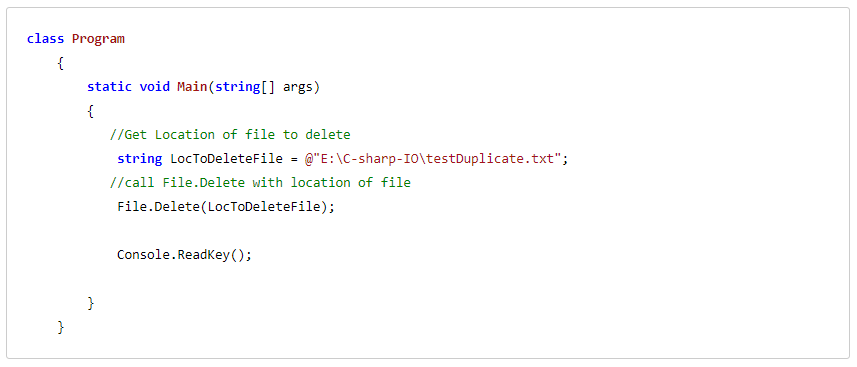 class Program
{
static void Main(string[] args)
{
//Get Location of file to delete
string LocToDeleteFile = @"E:\C-sharp-IO\testDuplicate.txt";
//call File.Delete with location of file
File.Delete(LocToDeleteFile);
Console.ReadKey();
}
}